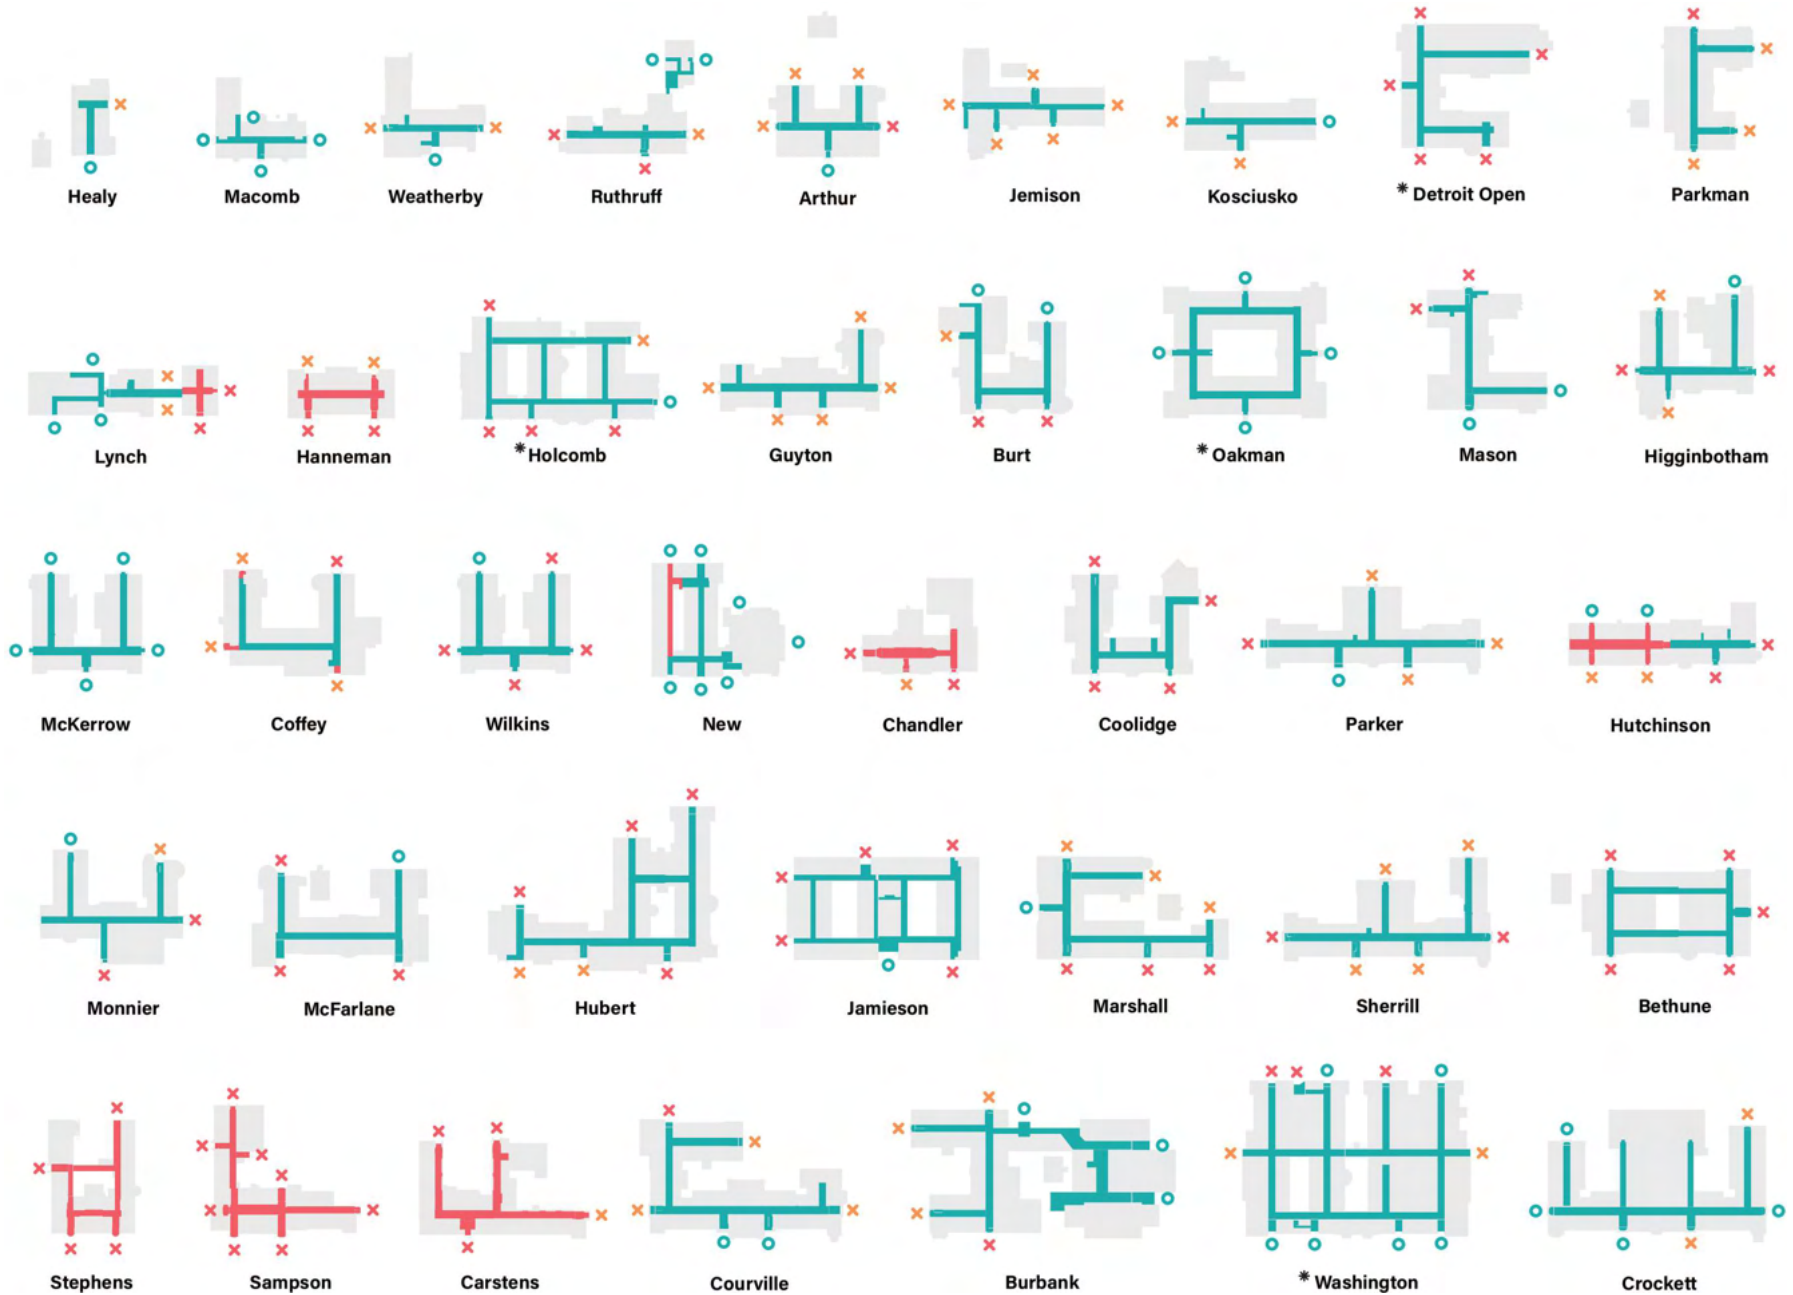 Healy Macomb Weatherby Ruthruff Arthur Jemison Kosciusko *Detroit Open Parkman
Lynch Hanneman *Holcomb Guyton Burt *Oakman Mason Higginbotham
McKerrow Coffey Wilkins New Chandler Coolidge Parker Hutchinson
Monnier McFarlane Hubert Jamieson Marshall Sherrill Bethune
Stephens Sampson Carstens Courville Burbank *Washington Crockett